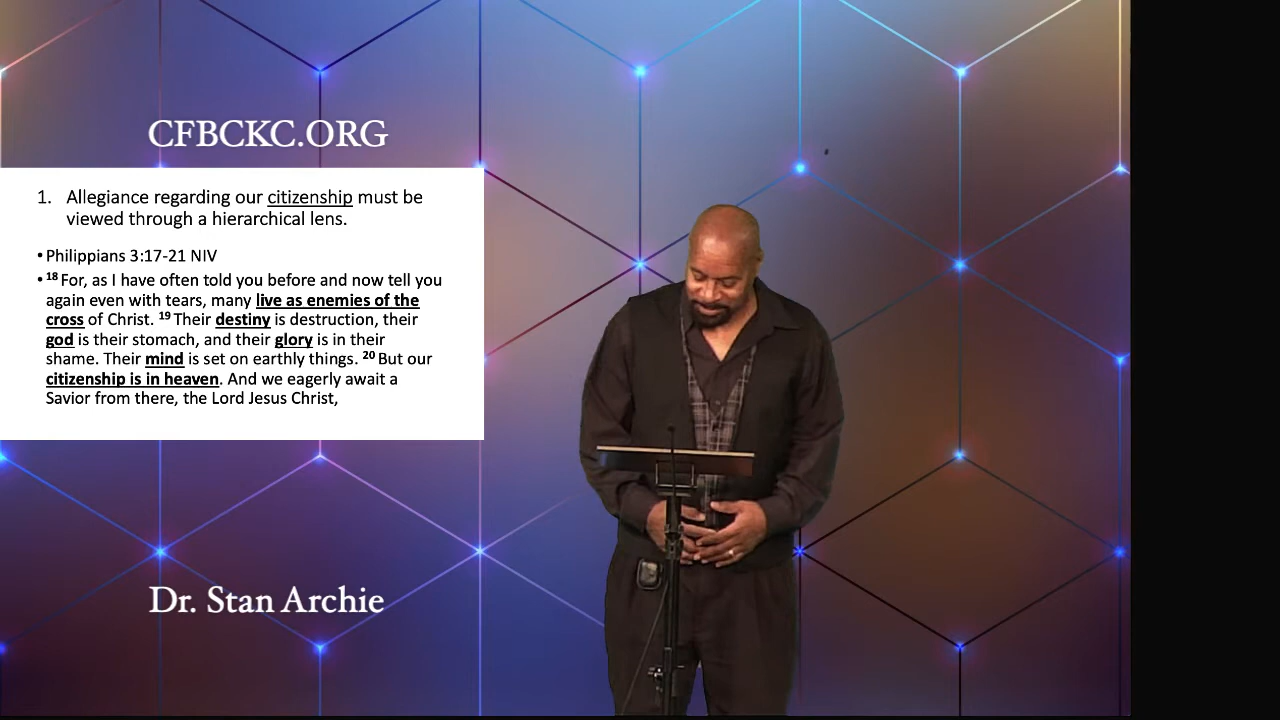 CFBCKC.ORG
1. Allegiance regarding our citizenship must be
viewed through a hierarchical lens.
• Philippians 3:17-21 NIV
• 18 For, as I have often told you before and now tell you
again even with tears, many live as enemies of the
cross of Christ. 19 Their destiny is destruction, their
god is their stomach, and their glory is in their
shame. Their mind is set on earthly things. 20 But our
citizenship is in heaven. And we eagerly await a
Savior from there, the Lord Jesus Christ,
Dr. Stan Archie